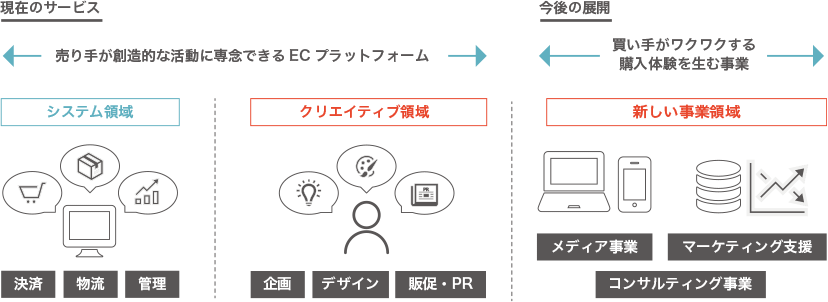 現在のサービス
今後の展開
売り手が創造的な活動に専念できる EC プラットフォーム
買い手がワクワクする
購入体験を生む事業
システム領域
クリエイティブ領域
新しい事業領域
PR
メディア事業
マーケティング支援
決済
物流
管理
企画
デザイン
販促・PR
コンサルティング事業